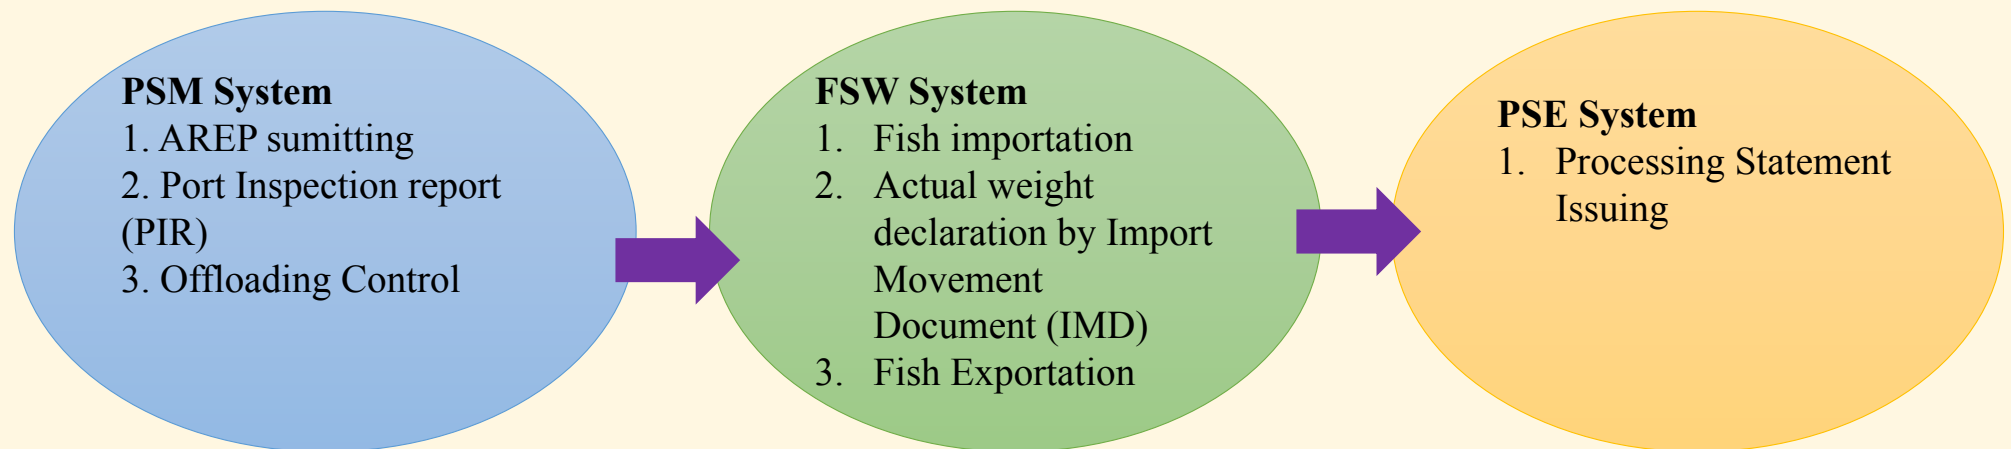 PSM System
1. AREP sumitting
2. Port Inspection report
(PIR)
3. Offloading Control
FSW System
1. Fish importation
2. Actual weight
declaration by Import
Movement
Document (IMD)
3. Fish Exportation
PSE System
1. Processing Statement
Issuing